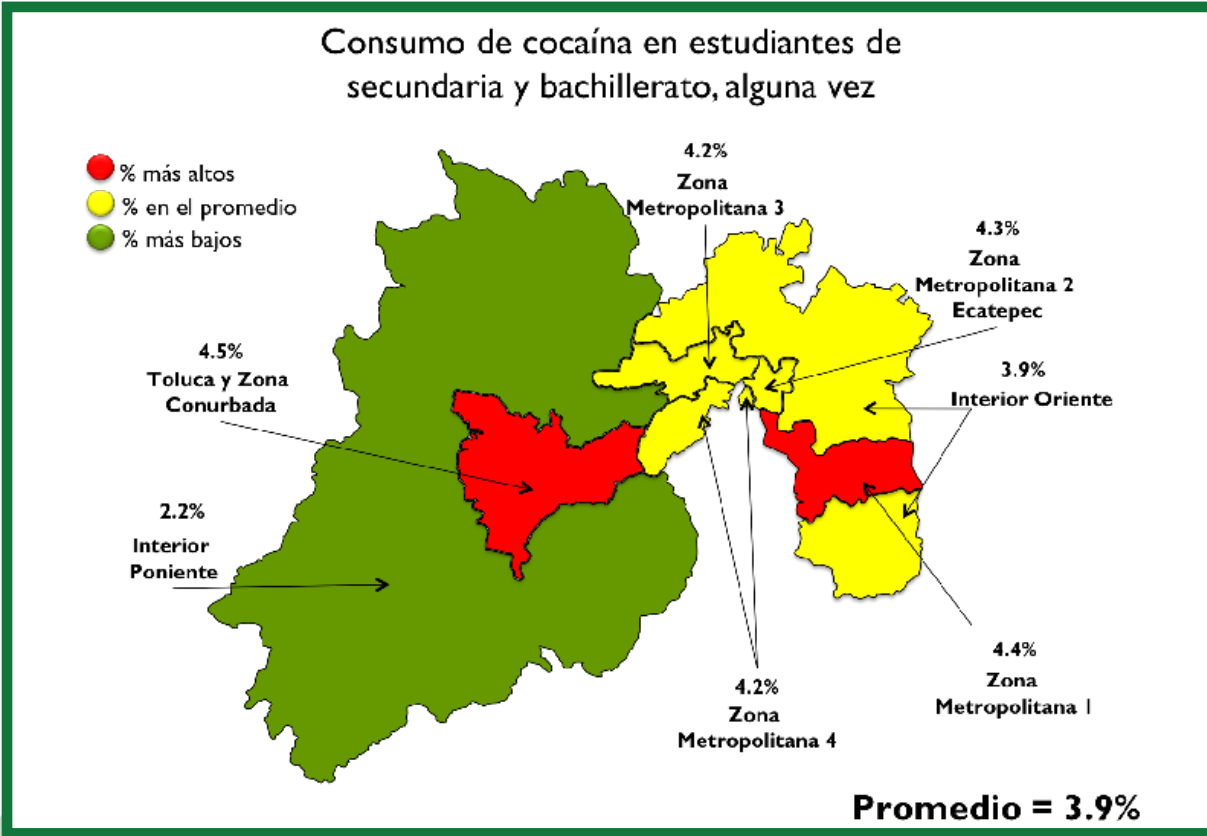 Consumo de cocaína en estudiantes de
secundaria y bachillerato, alguna vez
% más altos
% en el promedio
% más bajos
4.2%
Zona
Metropolitana 3
4.3%
Zona
Metropolitana 2
Ecatepec
4.5%
Toluca y Zona
Conurbada
3.9%
Interior Oriente
2.2%
Interior
Poniente
4.4%
Zona
Metropolitana 1
4.2%
Zona
Metropolitana 4
Promedio = 3.9%